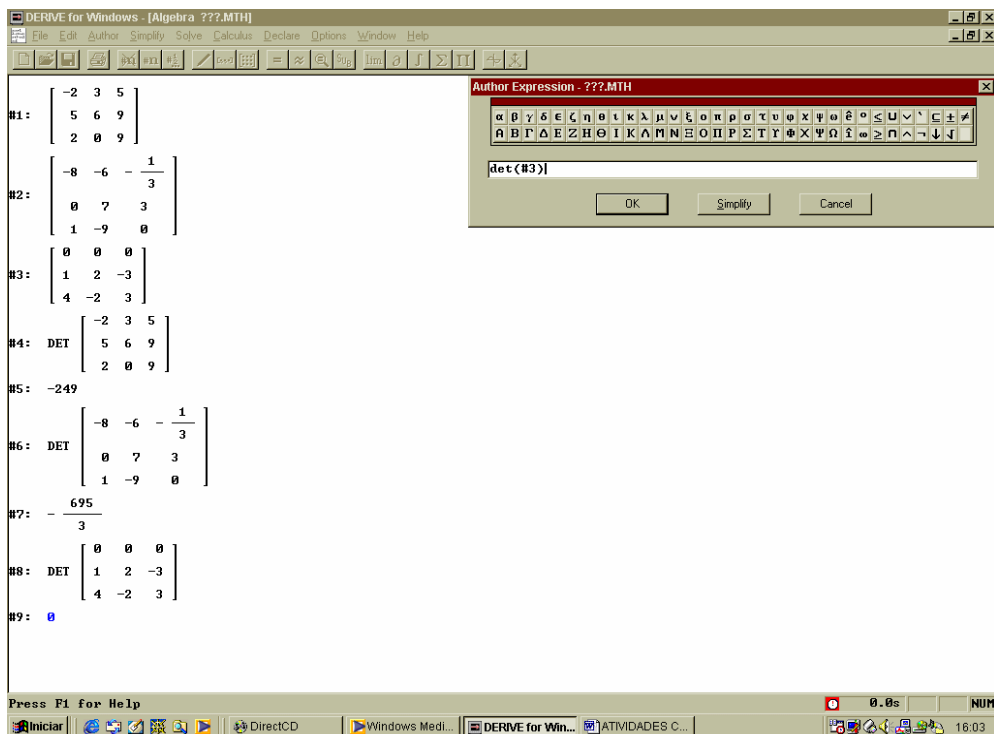 DERIVE for Windows - [Algebra ???.MTH]
File Edit Author Simplify Solve Calculus Declare Options Window Help
lim ∂ ∫ Σ Π
#1:
-2 3 5
5 6 9
2 0 9
#2:
-8 -6 - 1/3
0 7 3
1 -9 0
#3:
0 0 0
1 2 -3
4 -2 3
#4: DET
-2 3 5
5 6 9
2 0 9
#5: -249
#6: DET
-8 -6 - 1/3
0 7 3
1 -9 0
#7: - 695/3
#8: DET
0 0 0
1 2 -3
4 -2 3
#9: 0
Author Expression - ???.MTH
α β γ δ ε ζ η θ ι κ λ μ ν ξ ο π ρ σ τ υ φ χ ψ ω ê º ≤ ∪ ∨ ` ⊆ ± ≠
Α Β Γ Δ Ε Ζ Η Θ Ι Κ Λ Μ Ν Ξ Ο Π Ρ Σ Τ Υ Φ Χ Ψ Ω î ∞ ≥ ∩ ∧ ¬ ↓ √
det(#3)
OK Simplify Cancel
Press F1 for Help
0.0s NUM
Iniciar DirectCD Windows Medi... DERIVE for Win... ATIVIDADES C... 16:03